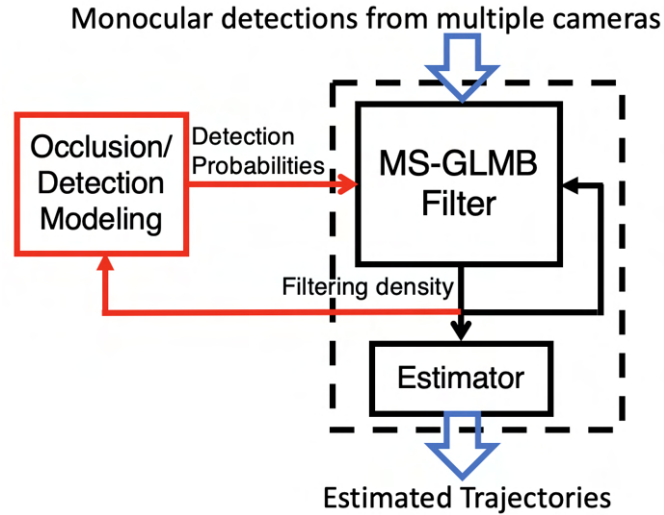 Monocular detections from multiple cameras
Occlusion/
Detection
Modeling
Detection
Probabilities
MS-GLMB
Filter
Filtering density
Estimator
Estimated Trajectories